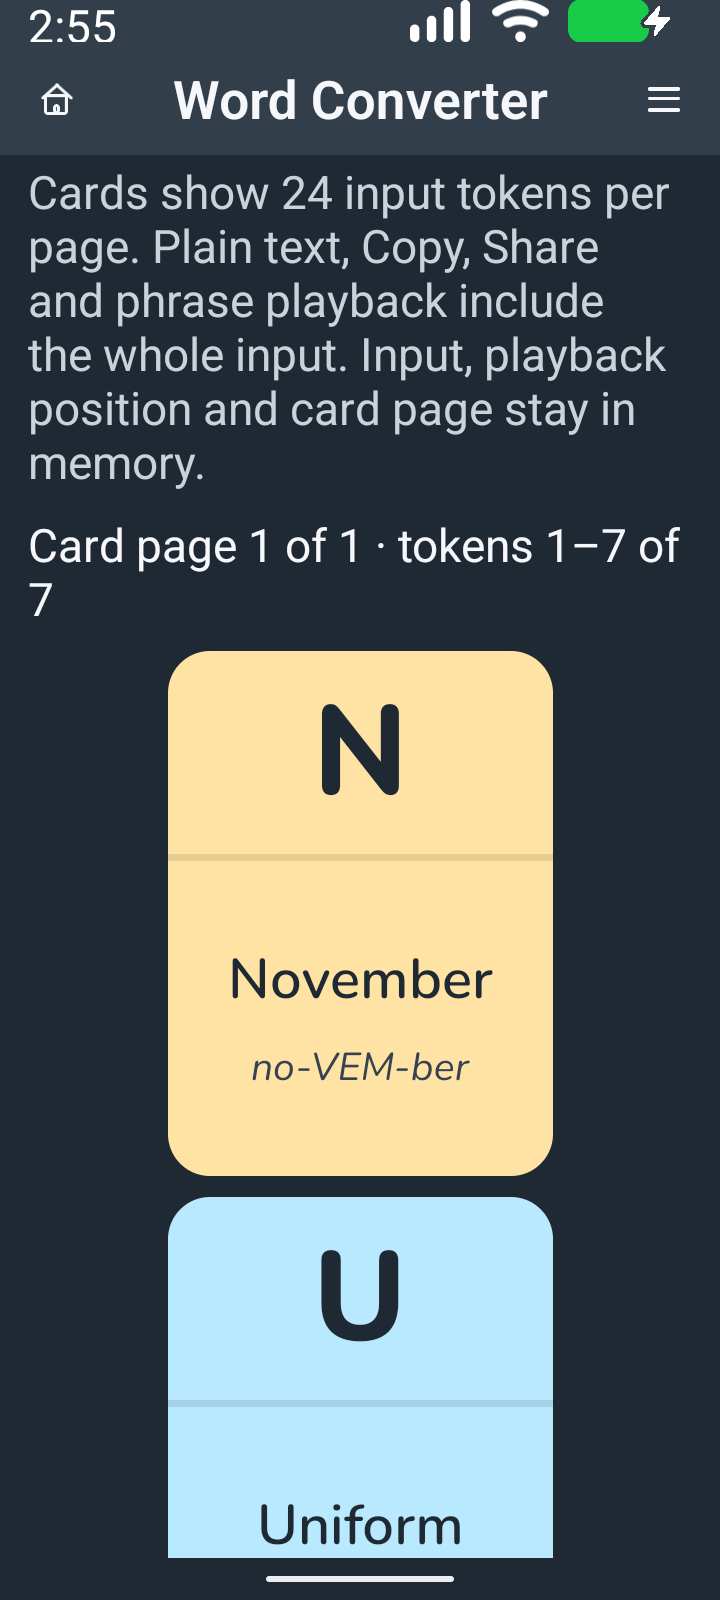 2:55
Word Converter
Cards show 24 input tokens per
page. Plain text, Copy, Share
and phrase playback include
the whole input. Input, playback
position and card page stay in
memory.
Card page 1 of 1 · tokens 1–7 of
7
N
November
no-VEM-ber
U
Uniform